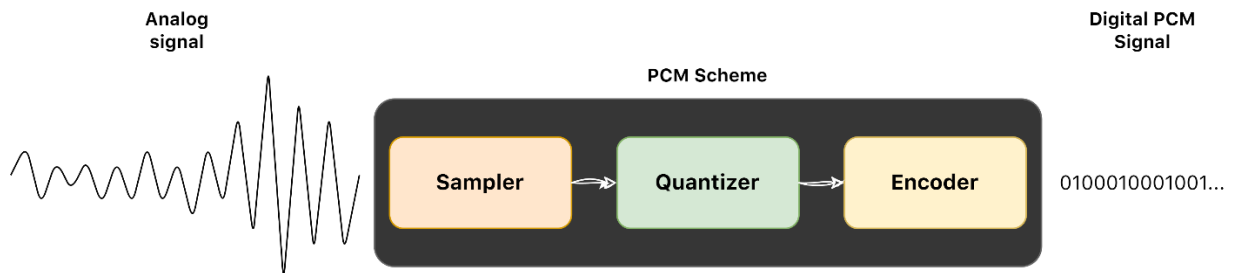 Analog
signal
Digital PCM
Signal
PCM Scheme
Sampler
Quantizer
Encoder
0100010001001...